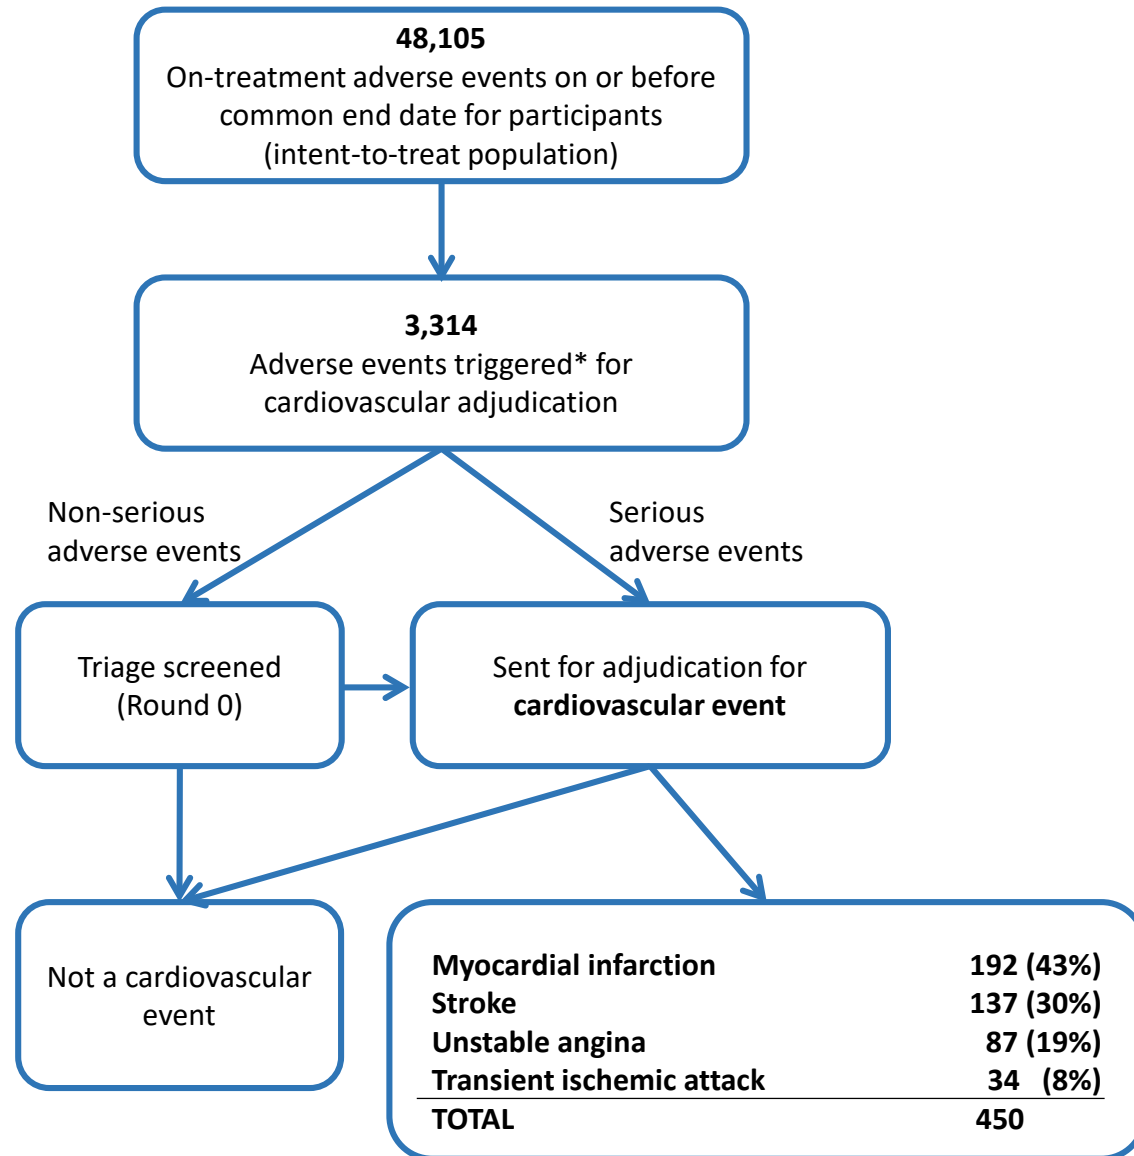 48,105
On-treatment adverse events on or before
common end date for participants
(intent-to-treat population)
3,314
Adverse events triggered* for
cardiovascular adjudication
Non-serious
adverse events
Serious
adverse events
Triage screened
(Round 0)
Sent for adjudication for
cardiovascular event
Not a cardiovascular
event
Myocardial infarction 192 (43%)
Stroke 137 (30%)
Unstable angina 87 (19%)
Transient ischemic attack 34 (8%)
TOTAL 450